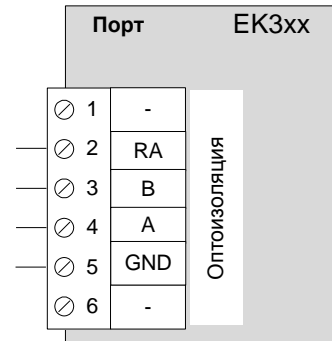 Порт EK3xx
1 -
2 RA
3 B
4 A
5 GND
6 -
Оптоизоляция